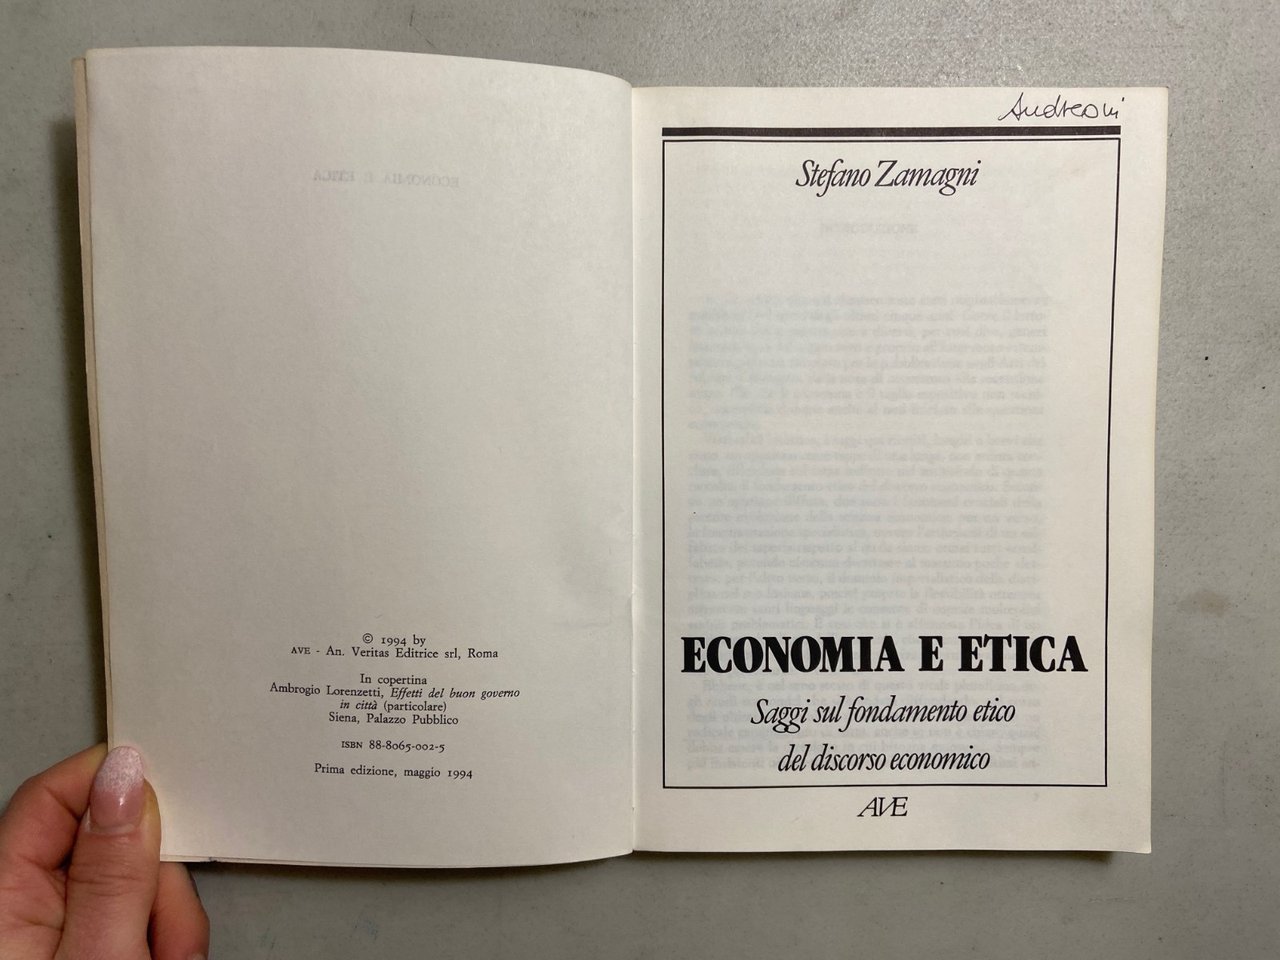 © 1994 by
AVE - An. Veritas Editrice srl, Roma
In copertina
Ambrogio Lorenzetti, Effetti del buon governo
in città (particolare)
Siena, Palazzo Pubblico
ISBN 88-8065-002-5
Prima edizione, maggio 1994
Andreoni
Stefano Zamagni
ECONOMIA E ETICA
Saggi sul fondamento etico
del discorso economico
AVE